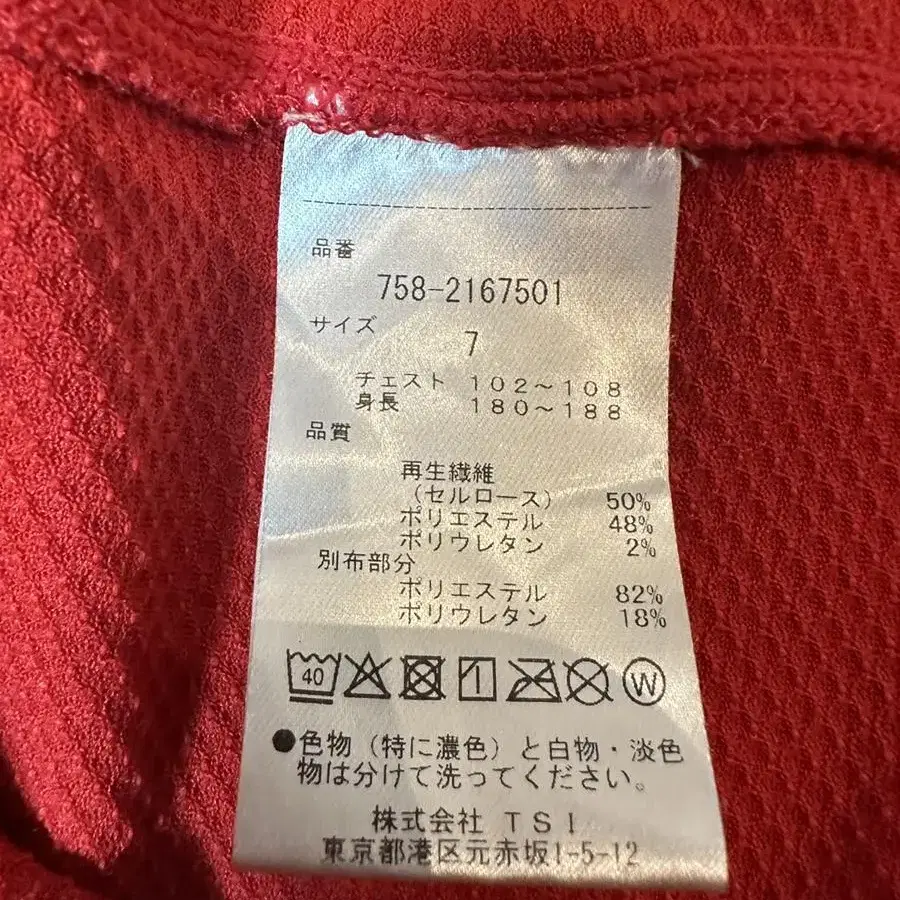 品番
758-2167501
サイズ
7
チェスト 102～108
身長 180～188
品質
再生繊維
(セルロース) 50%
ポリエステル 48%
ポリウレタン 2%
別布部分
ポリエステル 82%
ポリウレタン 18%
40 W
●色物（特に濃色）と白物・淡色
物は分けて洗ってください。
株式会社 TSI
東京都港区元赤坂1-5-12